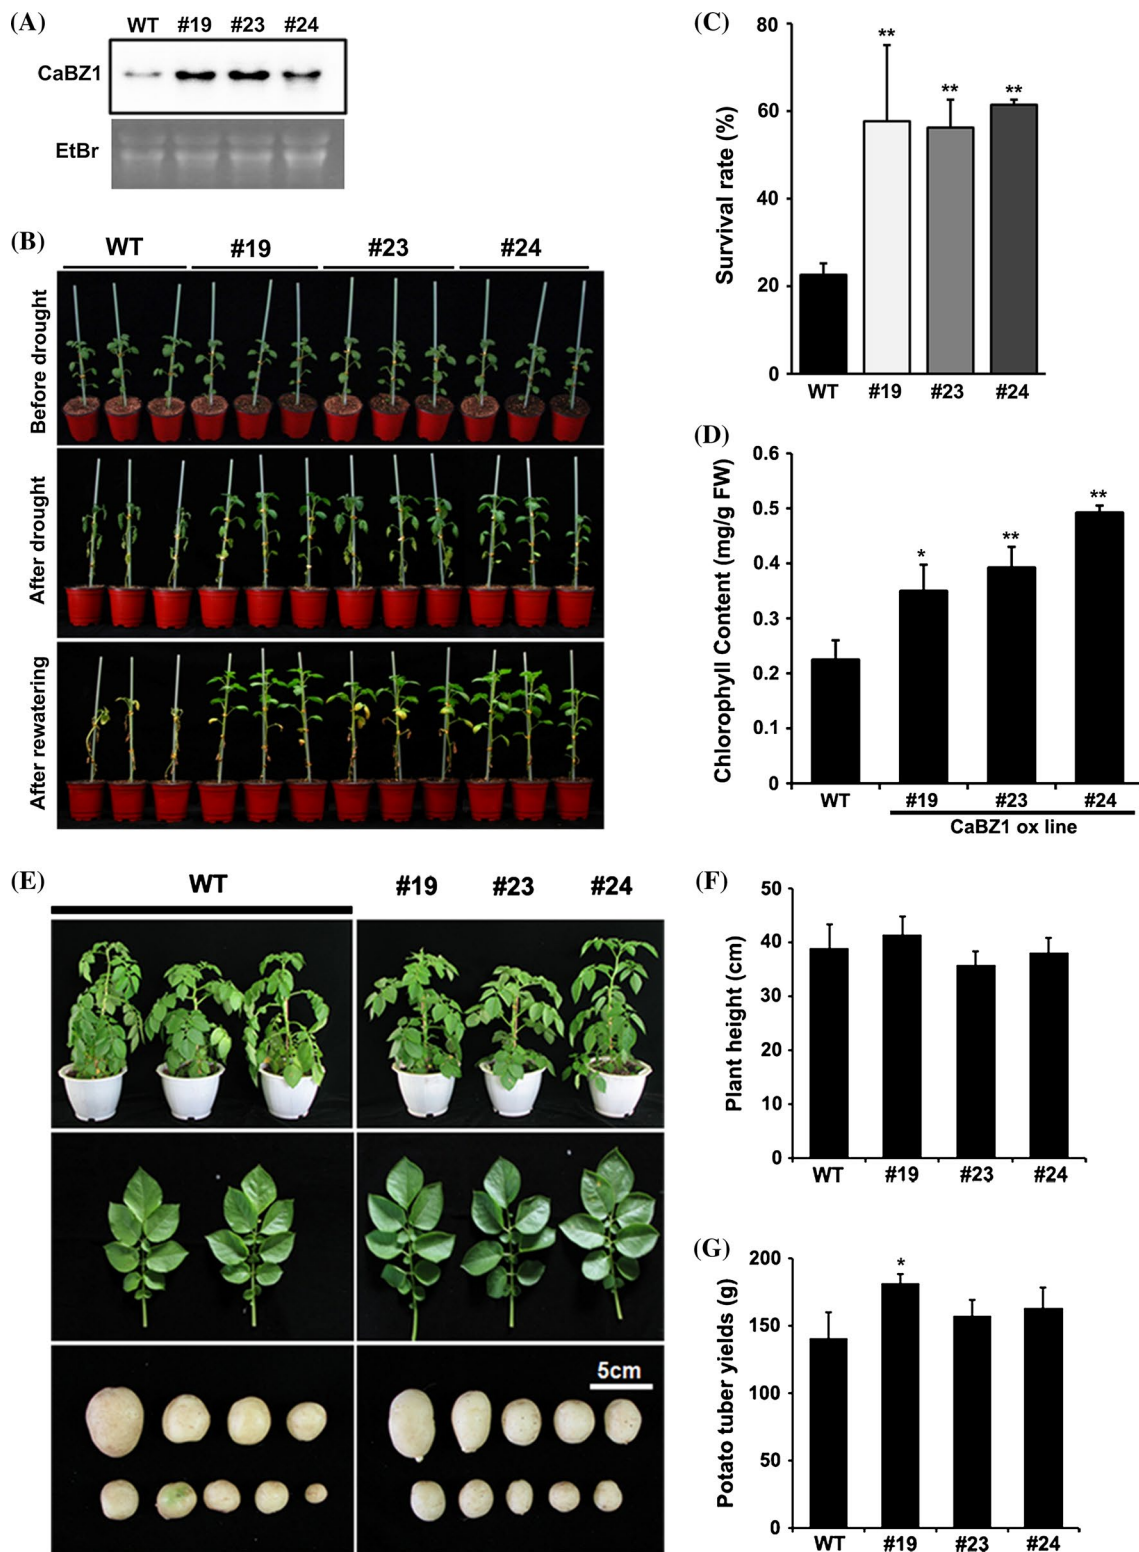 (A)
WT #19 #23 #24
CaBZ1
EtBr
(B)
WT #19 #23 #24
Before drought
After drought
After rewatering
(C)
Survival rate (%)
80
60
40
20
0
WT
#19
#23
#24
**
**
**
(D)
Chlorophyll Content (mg/g FW)
0.6
0.5
0.4
0.3
0.2
0.1
0
*
**
**
WT
#19
#23
#24
CaBZ1 ox line
(E)
WT
#19 #23 #24
5cm
(F)
Plant height (cm)
50
40
30
20
10
0
WT
#19
#23
#24
(G)
Potato tuber yields (g)
200
150
100
50
0
*
WT
#19
#23
#24